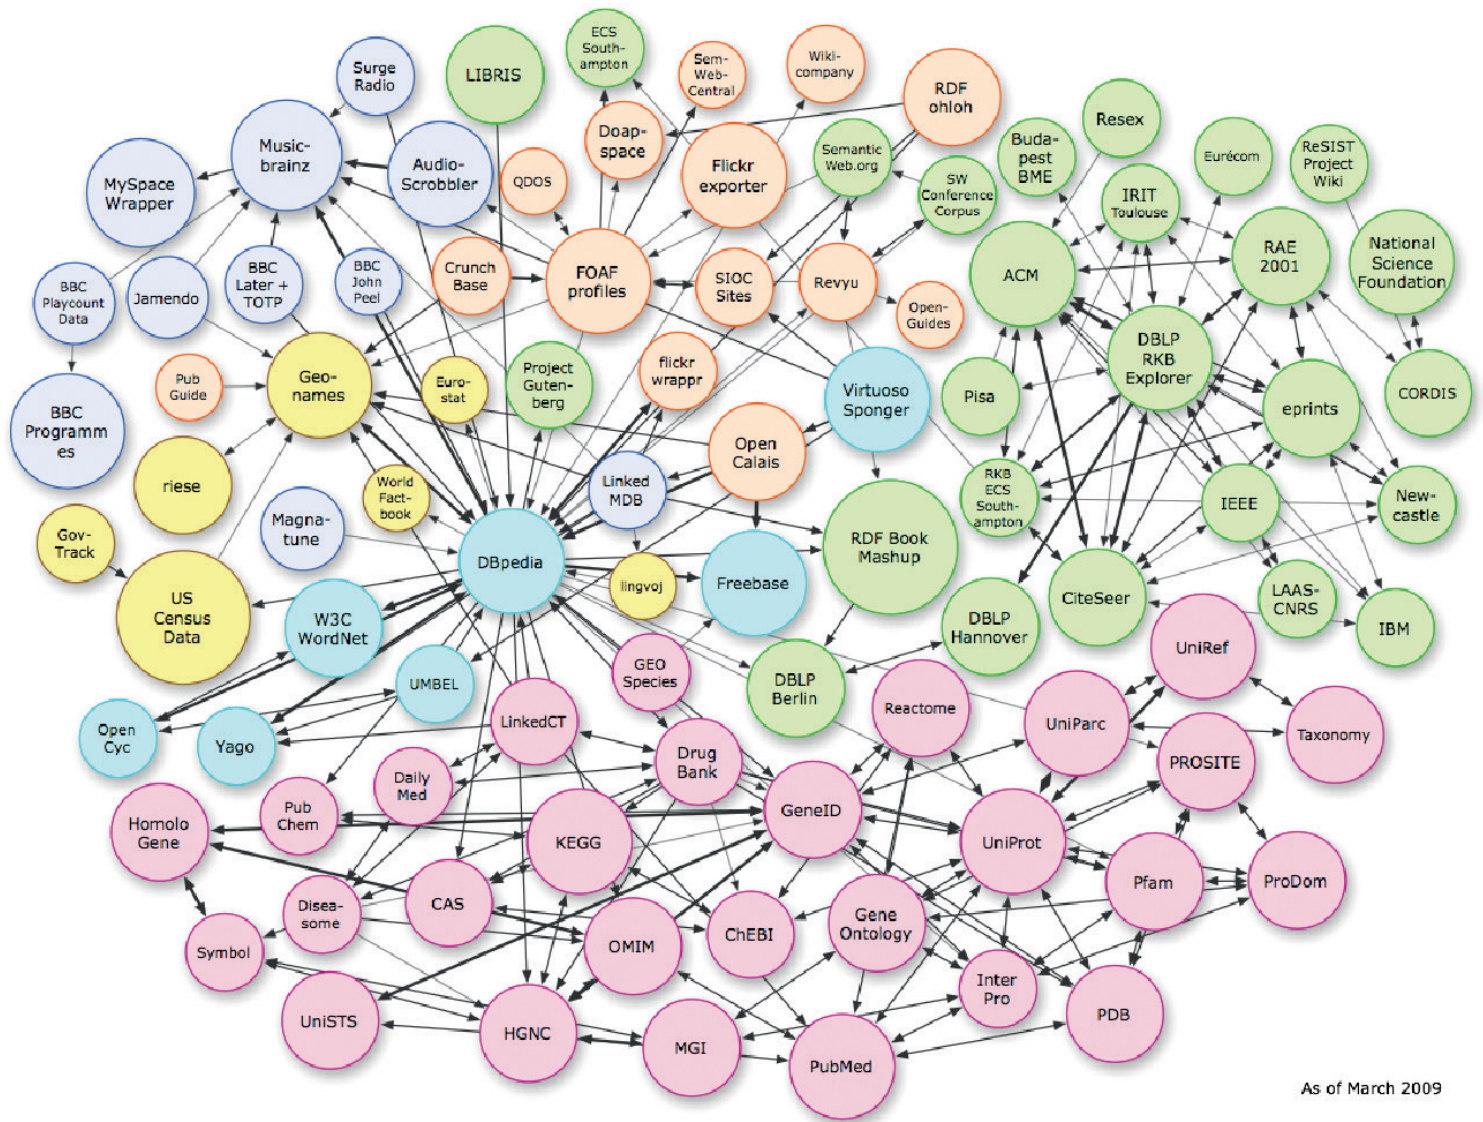 ECS
South-
ampton
Surge
Radio
LIBRIS
Sem-
Web-
Central
Wiki-
company
RDF
ohloh
Resex
Buda-
pest
BME
Eurécom
ReSIST
Project
Wiki
Music-
brainz
Audio-
Scrobbler
MySpace
Wrapper
QDOS
Doap-
space
Flickr
exporter
Semantic
Web.org
SW
Conference
Corpus
IRIT
Toulouse
RAE
2001
National
Science
Foundation
BBC
Playcount
Data
Jamendo
BBC
Later +
TOTP
BBC
John
Peel
Crunch
Base
FOAF
profiles
SIOC
Sites
Revyu
Open-
Guides
ACM
DBLP
RKB
Explorer
Pub
Guide
Geo-
names
Euro-
stat
Project
Guten-
berg
flickr
wrappr
Virtuoso
Sponger
Pisa
eprints
CORDIS
BBC
Programm
es
riese
World
Fact-
book
Open
Calais
Linked
MDB
RKB
ECS
South-
ampton
IEEE
New-
castle
Gov-
Track
Magna-
tune
DBpedia
lingvoj
Freebase
RDF Book
Mashup
CiteSeer
LAAS-
CNRS
IBM
US
Census
Data
W3C
WordNet
UMBEL
GEO
Species
DBLP
Berlin
DBLP
Hannover
UniRef
Open
Cyc
Yago
LinkedCT
Reactome
UniParc
Taxonomy
Daily
Med
Drug
Bank
PROSITE
Homolo
Gene
Pub
Chem
KEGG
GeneID
UniProt
Pfam
ProDom
Symbol
Disea-
some
CAS
OMIM
ChEBI
Gene
Ontology
Inter
Pro
PDB
UniSTS
HGNC
MGI
PubMed
As of March 2009